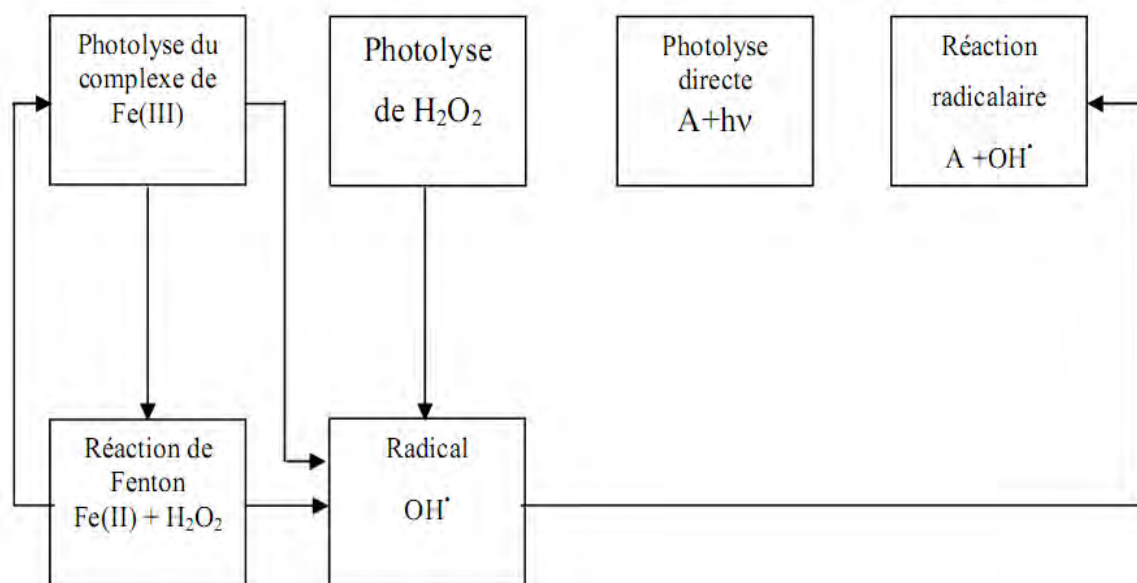 Photolyse du
complexe de
Fe(III)
Photolyse
de H₂O₂
Photolyse
directe
A+hν
Réaction
radicalaire
A +OH•
Réaction de
Fenton
Fe(II) + H₂O₂
Radical
OH•